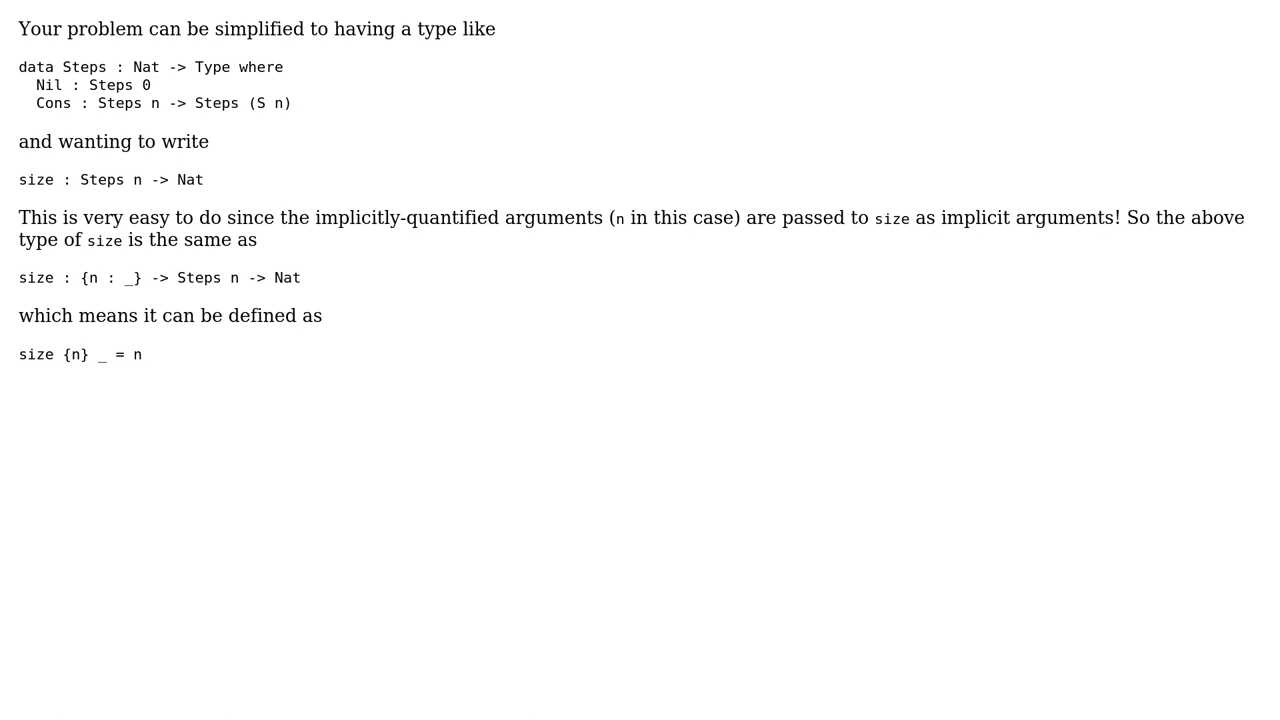 Your problem can be simplified to having a type like
data Steps : Nat -> Type where
  Nil : Steps 0
  Cons : Steps n -> Steps (S n)
and wanting to write
size : Steps n -> Nat
This is very easy to do since the implicitly-quantified arguments (n in this case) are passed to size as implicit arguments! So the above
type of size is the same as
size : {n : _} -> Steps n -> Nat
which means it can be defined as
size {n} _ = n